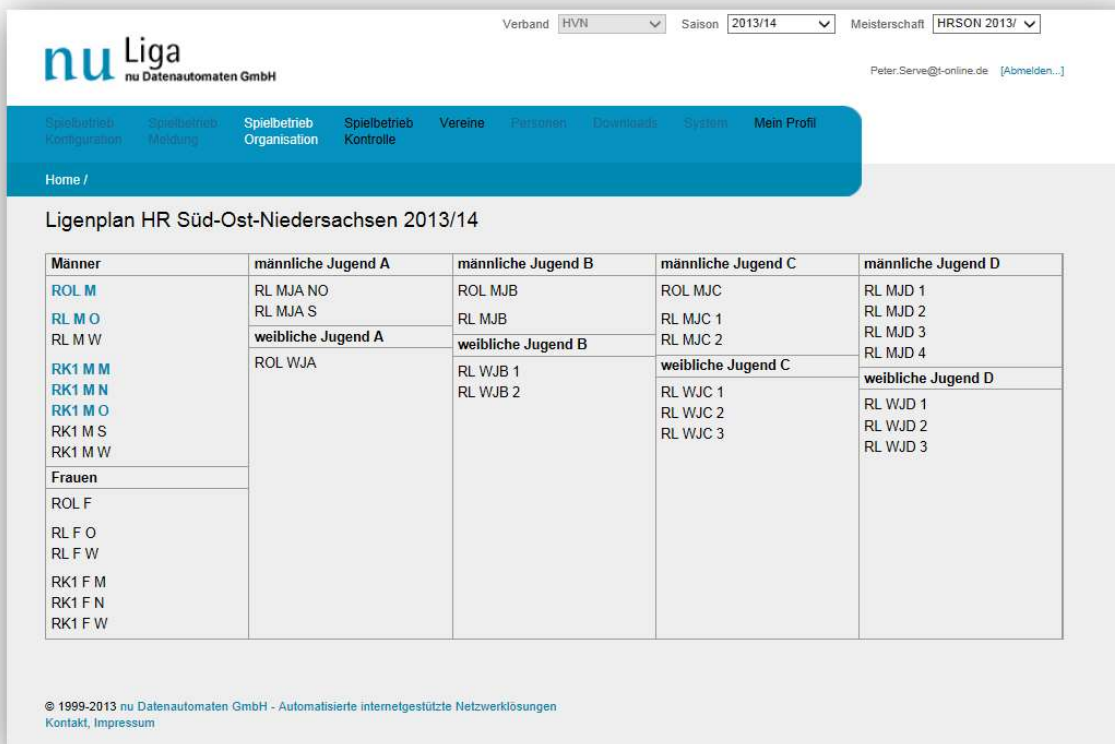 Verband HVN Saison 2013/14 Meisterschaft HRSON 2013/
nu Liga
nu Datenautomaten GmbH
Peter.Serve@t-online.de [Abmelden...]
Spielbetrieb Konfiguration
Spielbetrieb Meldung
Spielbetrieb Organisation
Spielbetrieb Kontrolle
Vereine
Personen
Downloads
System
Mein Profil
Home /
Ligenplan HR Süd-Ost-Niedersachsen 2013/14
Männer
ROL M
RL M O
RL M W
RK1 M M
RK1 M N
RK1 M O
RK1 M S
RK1 M W
Frauen
ROL F
RL F O
RL F W
RK1 F M
RK1 F N
RK1 F W
männliche Jugend A
RL MJA NO
RL MJA S
weibliche Jugend A
ROL WJA
männliche Jugend B
ROL MJB
RL MJB
weibliche Jugend B
RL WJB 1
RL WJB 2
männliche Jugend C
ROL MJC
RL MJC 1
RL MJC 2
weibliche Jugend C
RL WJC 1
RL WJC 2
RL WJC 3
männliche Jugend D
RL MJD 1
RL MJD 2
RL MJD 3
RL MJD 4
weibliche Jugend D
RL WJD 1
RL WJD 2
RL WJD 3
© 1999-2013 nu Datenautomaten GmbH - Automatisierte internetgestützte Netzwerklösungen
Kontakt, Impressum